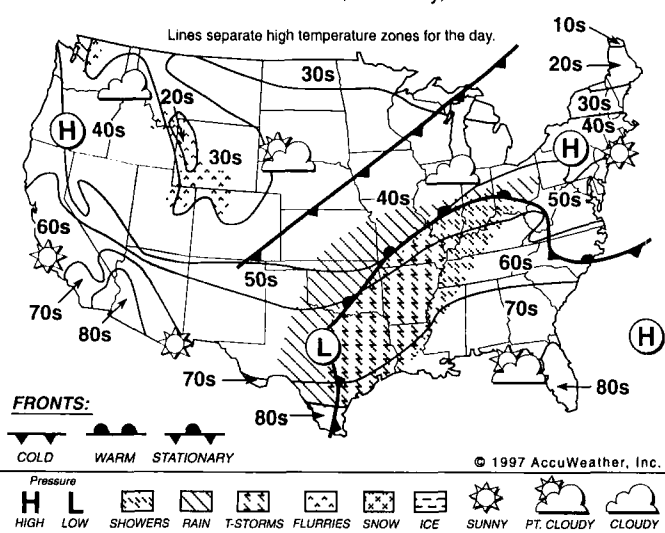 Lines separate high temperature zones for the day.
10s
20s
30s
40s
30s
20s
H
40s
30s
H
40s
50s
60s
50s
60s
70s
70s
80s
L
H
70s
80s
80s
FRONTS:
COLD WARM STATIONARY
© 1997 AccuWeather, Inc.
Pressure
H L
HIGH LOW SHOWERS RAIN T-STORMS FLURRIES SNOW ICE SUNNY PT. CLOUDY CLOUDY